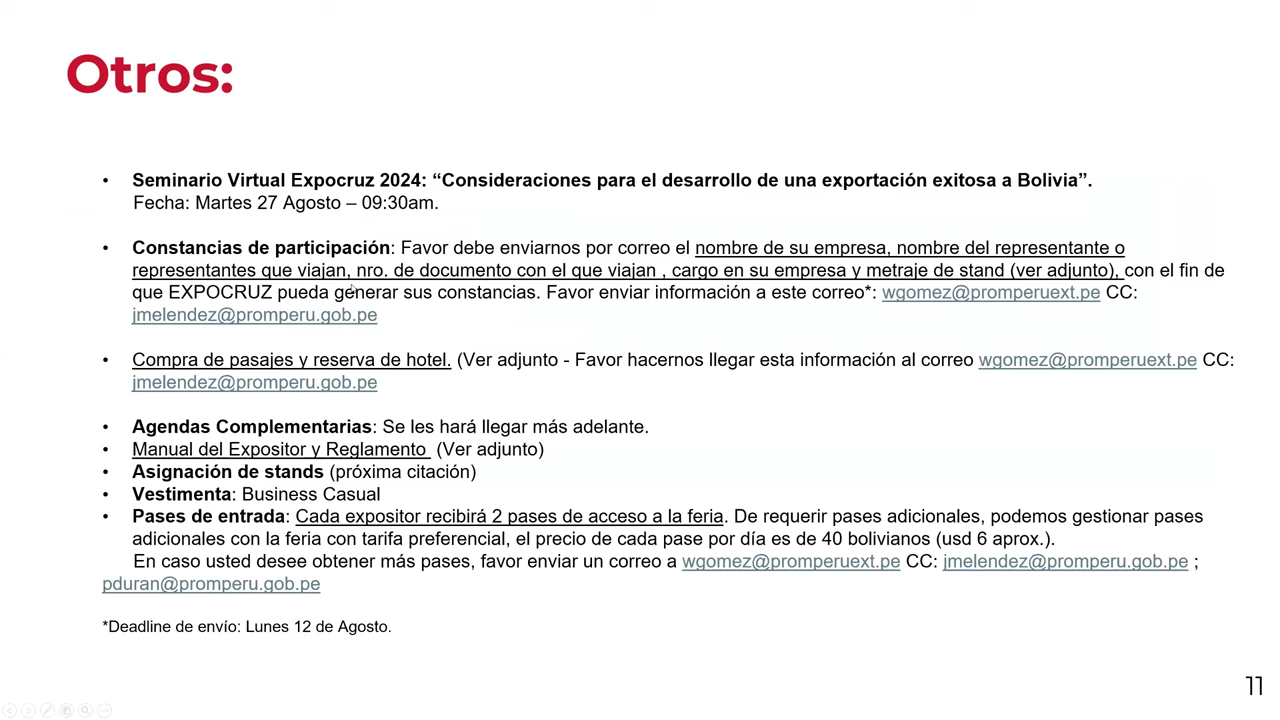 Otros:
• Seminario Virtual Expocruz 2024: “Consideraciones para el desarrollo de una exportación exitosa a Bolivia”.
Fecha: Martes 27 Agosto – 09:30am.
• Constancias de participación: Favor debe enviarnos por correo el nombre de su empresa, nombre del representante o
representantes que viajan, nro. de documento con el que viajan , cargo en su empresa y metraje de stand (ver adjunto), con el fin de
que EXPOCRUZ pueda generar sus constancias. Favor enviar información a este correo*: wgomez@promperuext.pe CC:
jmelendez@promperu.gob.pe
• Compra de pasajes y reserva de hotel. (Ver adjunto - Favor hacernos llegar esta información al correo wgomez@promperuext.pe CC:
jmelendez@promperu.gob.pe
• Agendas Complementarias: Se les hará llegar más adelante.
• Manual del Expositor y Reglamento (Ver adjunto)
• Asignación de stands (próxima citación)
• Vestimenta: Business Casual
• Pases de entrada: Cada expositor recibirá 2 pases de acceso a la feria. De requerir pases adicionales, podemos gestionar pases
adicionales con la feria con tarifa preferencial, el precio de cada pase por día es de 40 bolivianos (usd 6 aprox.).
En caso usted desee obtener más pases, favor enviar un correo a wgomez@promperuext.pe CC: jmelendez@promperu.gob.pe ;
pduran@promperu.gob.pe
*Deadline de envío: Lunes 12 de Agosto.
11